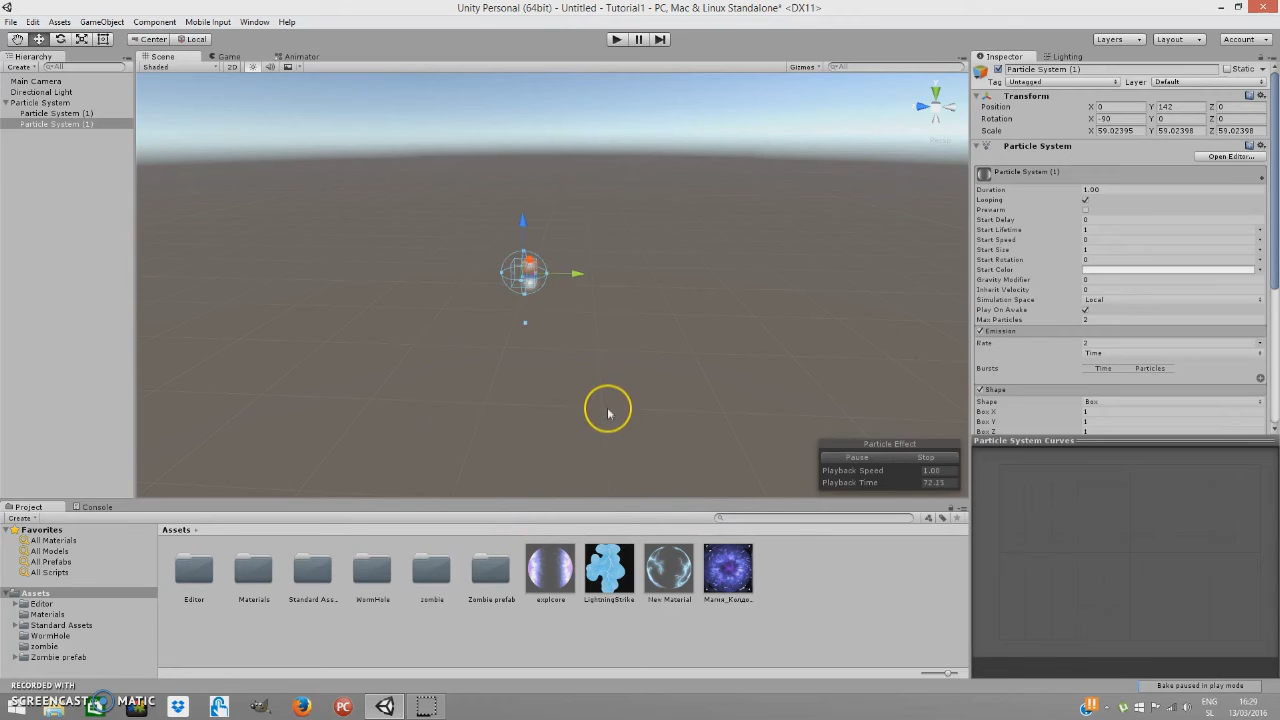 Unity Personal (64bit) - Untitled - Tutorial1 - PC, Mac & Linux Standalone* <DX11>
File Edit Assets GameObject Component Mobile Input Window Help
Center Local Layers Layout Account
Hierarchy Scene Game Animator Inspector Lighting
Create All Shaded 2D Gizmos All
Particle System (1) Static
Tag Untagged Layer Default
Main Camera
Directional Light
Particle System
Particle System (1)
Particle System (1)
Transform
Position X 0 Y 142 Z 0
Rotation X -90 Y 0 Z 0
Scale X 59.02395 Y 59.02398 Z 59.02398
Persp
Particle System
Open Editor...
Particle System (1)
Duration 1.00
Looping
Prewarm
Start Delay 0
Start Lifetime 1
Start Speed 0
Start Size 1
Start Rotation 0
Start Color
Gravity Modifier 0
Inherit Velocity 0
Simulation Space Local
Play On Awake
Max Particles 2
Emission
Rate 2
Time
Bursts Time Particles
Shape
Shape Box
Box X 1
Box Y 1
Box Z 1
Particle System Curves
Particle Effect
Pause Stop
Playback Speed 1.00
Playback Time
Project Console
Create
Favorites
All Materials
All Models
All Prefabs
All Scripts
Assets
Editor
Materials
Standard Assets
WormHole
zombie
Zombie prefab
Assets
Editor Materials Standard Ass... WormHole zombie Zombie prefab explcore LightningStrike New Material Магия_Колдо...
Bake paused in play mode
RECORDED WITH
SCREENCAST MATIC
PC
ENG
SL
16:29
13/03/2016